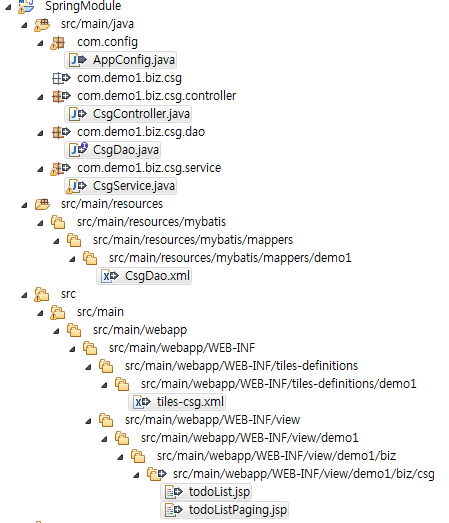 SpringModule
src/main/java
com.config
AppConfig.java
com.demo1.biz.csg
com.demo1.biz.csg.controller
CsgController.java
com.demo1.biz.csg.dao
CsgDao.java
com.demo1.biz.csg.service
CsgService.java
src/main/resources
src/main/resources/mybatis
src/main/resources/mybatis/mappers
src/main/resources/mybatis/mappers/demo1
CsgDao.xml
src
src/main
src/main/webapp
src/main/webapp/WEB-INF
src/main/webapp/WEB-INF/tiles-definitions
src/main/webapp/WEB-INF/tiles-definitions/demo1
tiles-csg.xml
src/main/webapp/WEB-INF/view
src/main/webapp/WEB-INF/view/demo1
src/main/webapp/WEB-INF/view/demo1/biz
src/main/webapp/WEB-INF/view/demo1/biz/csg
todoList.jsp
todoListPaging.jsp